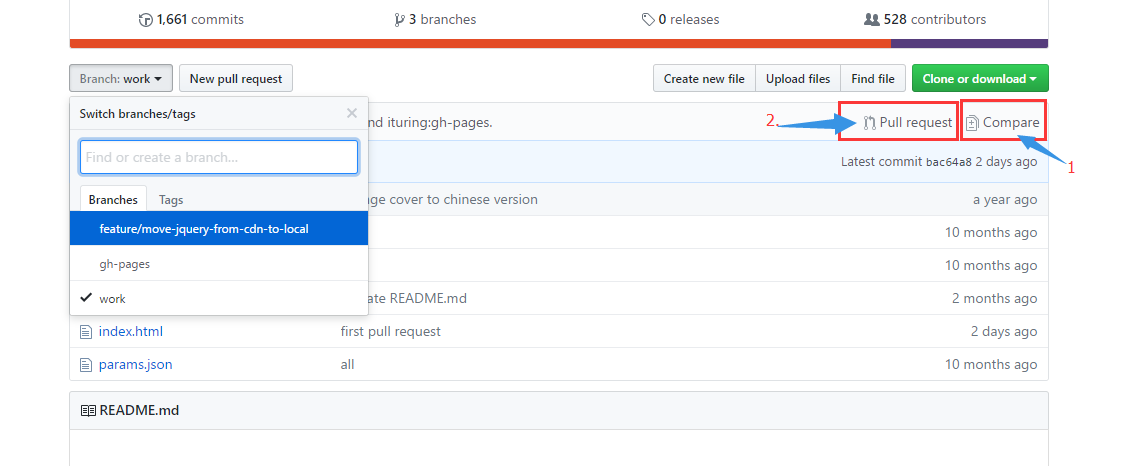 1,661 commits 3 branches 0 releases 528 contributors
Branch: work New pull request Create new file Upload files Find file Clone or download
Switch branches/tags
nd ituring:gh-pages. 2. Pull request Compare
Find or create a branch...
Latest commit bac64a8 2 days ago
1
Branches Tags
ge cover to chinese version a year ago
feature/move-jquery-from-cdn-to-local 10 months ago
gh-pages 10 months ago
work ate README.md 2 months ago
index.html first pull request 2 days ago
params.json all 10 months ago
README.md